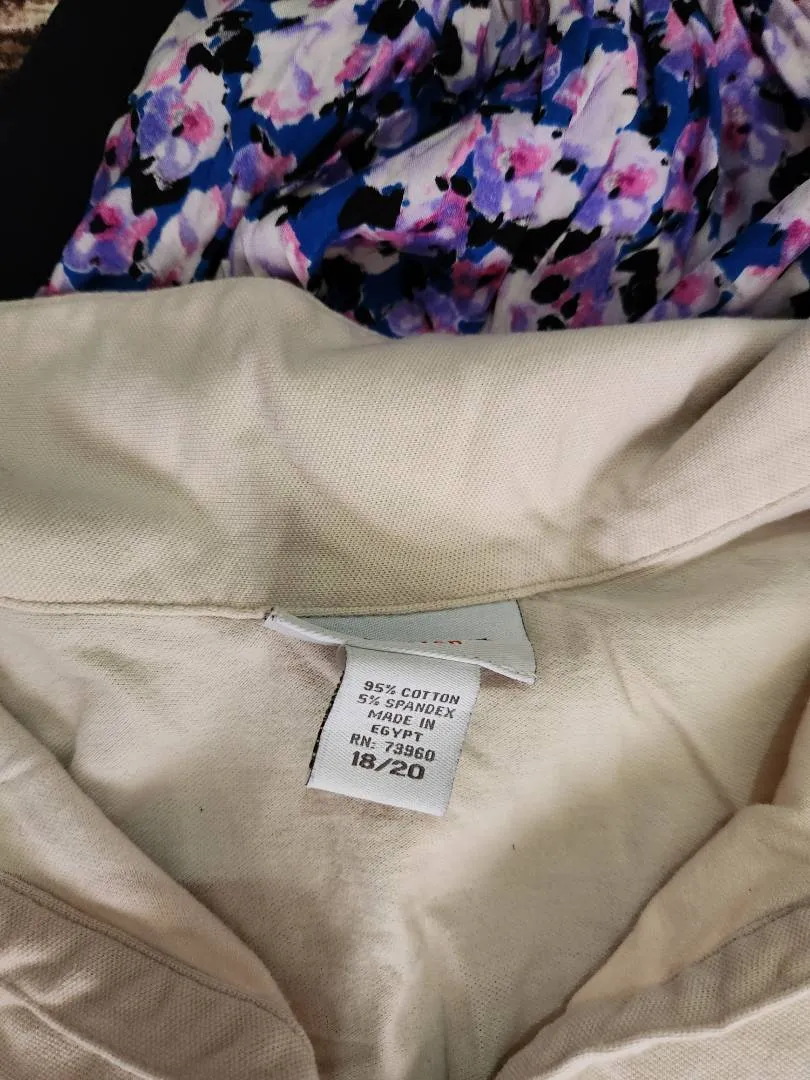 95% COTTON
5% SPANDEX
MADE IN
EGYPT
RN: 73960
18/20